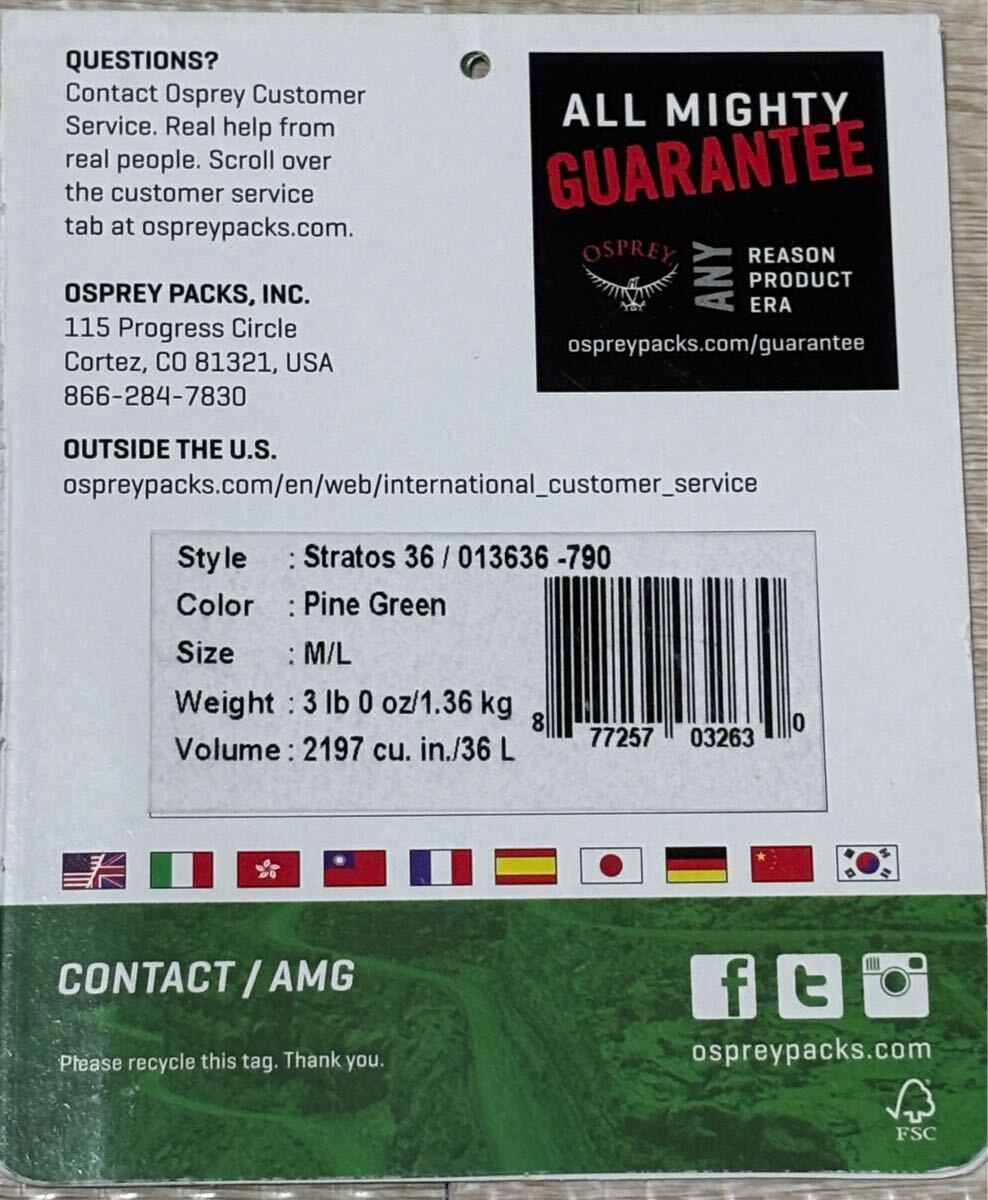 QUESTIONS?
Contact Osprey Customer
Service. Real help from
real people. Scroll over
the customer service
tab at ospreypacks.com.
OSPREY PACKS, INC.
115 Progress Circle
Cortez, CO 81321, USA
866-284-7830
OUTSIDE THE U.S.
ospreypacks.com/en/web/international_customer_service
ALL MIGHTY
GUARANTEE
OSPREY
ANY
REASON
PRODUCT
ERA
ospreypacks.com/guarantee
Style : Stratos 36 / 013636 -790
Color : Pine Green
Size : M/L
Weight : 3 lb 0 oz/1.36 kg
Volume : 2197 cu. in./36 L
8 77257 03263 0
CONTACT / AMG
Please recycle this tag. Thank you.
ospreypacks.com
FSC